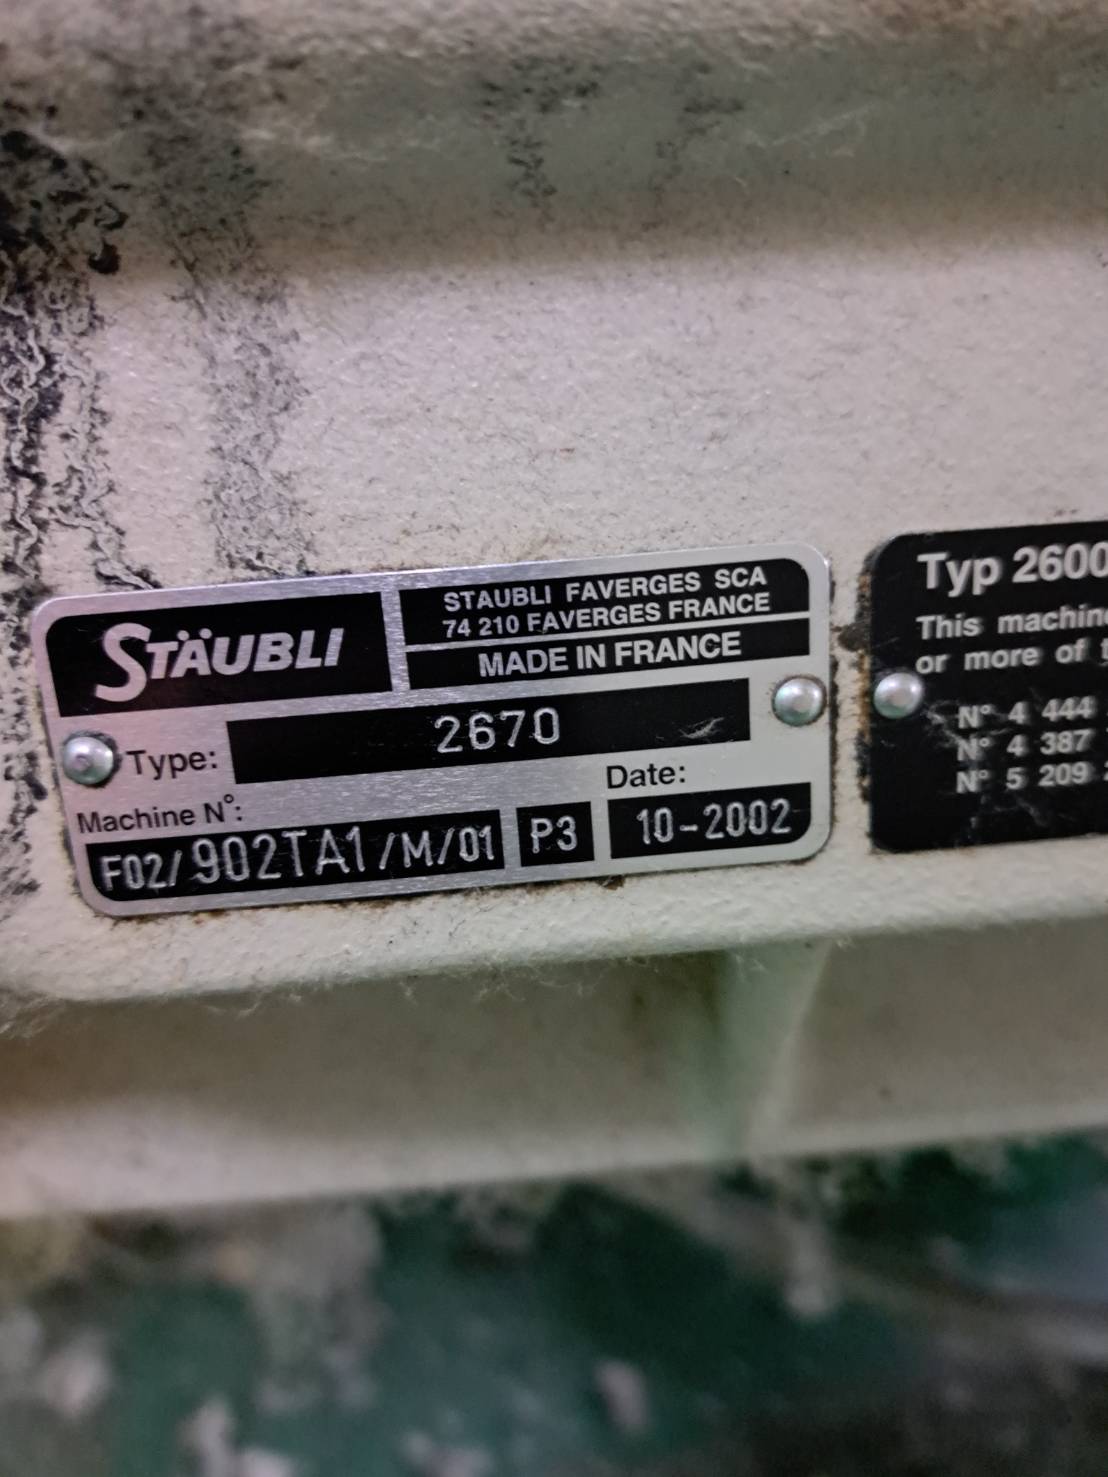 STÄUBLI
STAUBLI FAVERGES SCA
74 210 FAVERGES FRANCE
MADE IN FRANCE
Type: 2670
Machine N°:
Date:
F02/902TA1/M/01 P3 10-2002
Typ 2600
This machine
or more of
N° 4 444
N° 4 387
N° 5 209